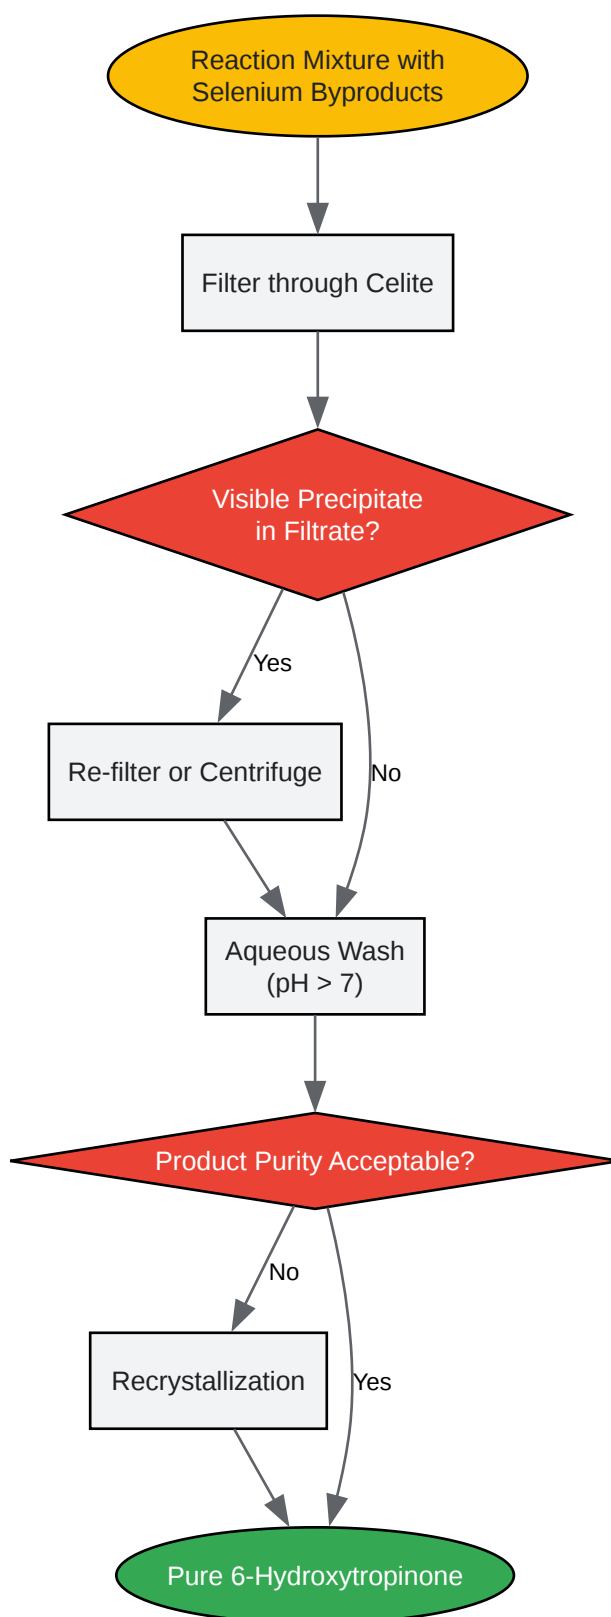 Reaction Mixture with
Selenium Byproducts
Filter through Celite
Visible Precipitate
in Filtrate?
Yes
Re-filter or Centrifuge
No
Aqueous Wash
(pH > 7)
Product Purity Acceptable?
No
Recrystallization
Yes
Pure 6-Hydroxytropinone